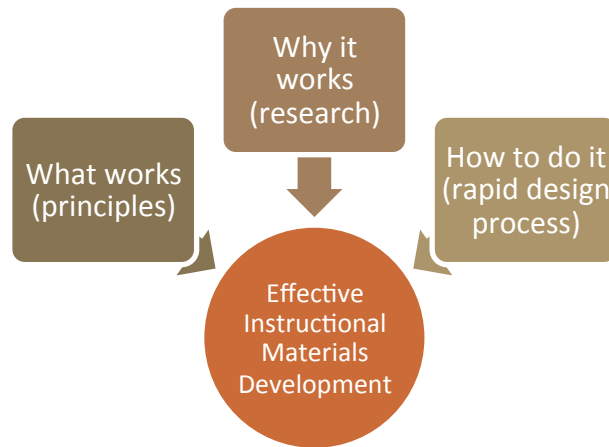 Why it
works
(research)
What works
(principles)
How to do it
(rapid design
process)
Effective
Instructional
Materials
Development